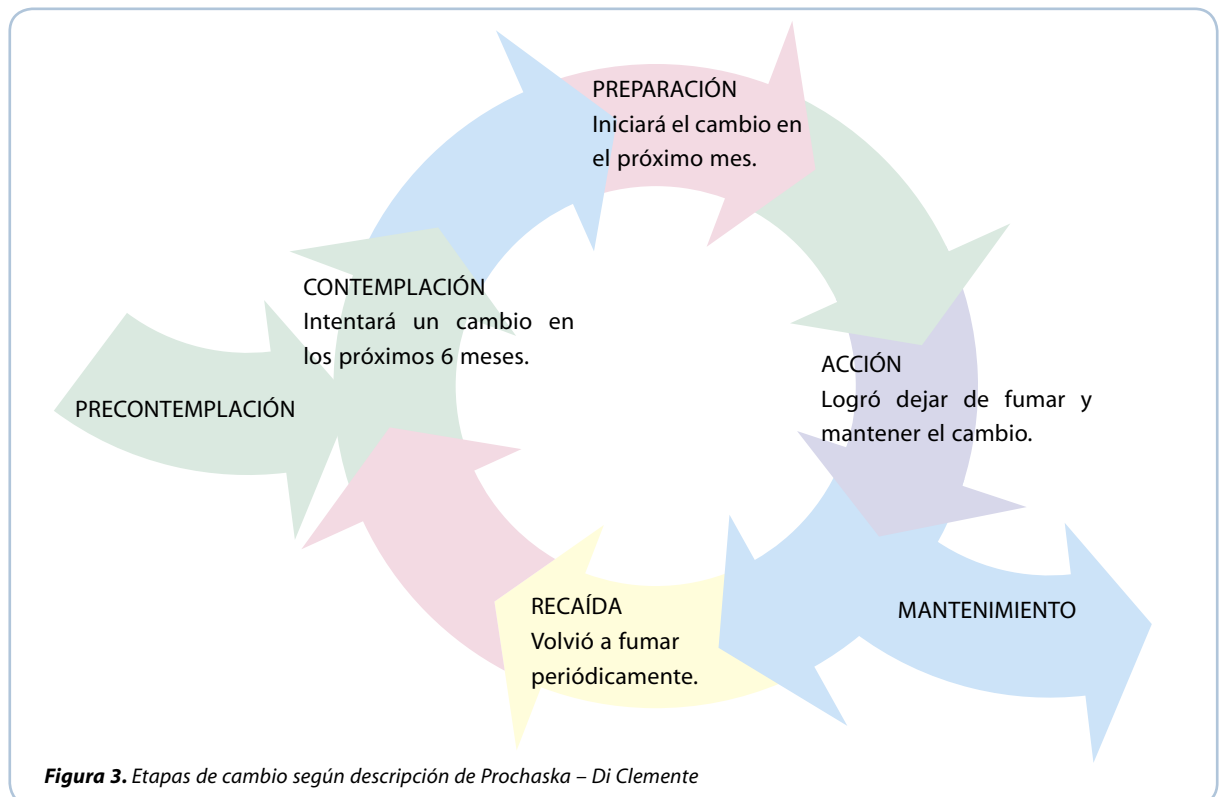 PREPARACIÓN
Iniciará el cambio en
el próximo mes.
CONTEMPLACIÓN
Intentará un cambio en
los próximos 6 meses.
PRECONTEMPLACIÓN
ACCIÓN
Logró dejar de fumar y
mantener el cambio.
RECAÍDA
Volvió a fumar
periódicamente.
MANTENIMIENTO
Figura 3. Etapas de cambio según descripción de Prochaska – Di Clemente